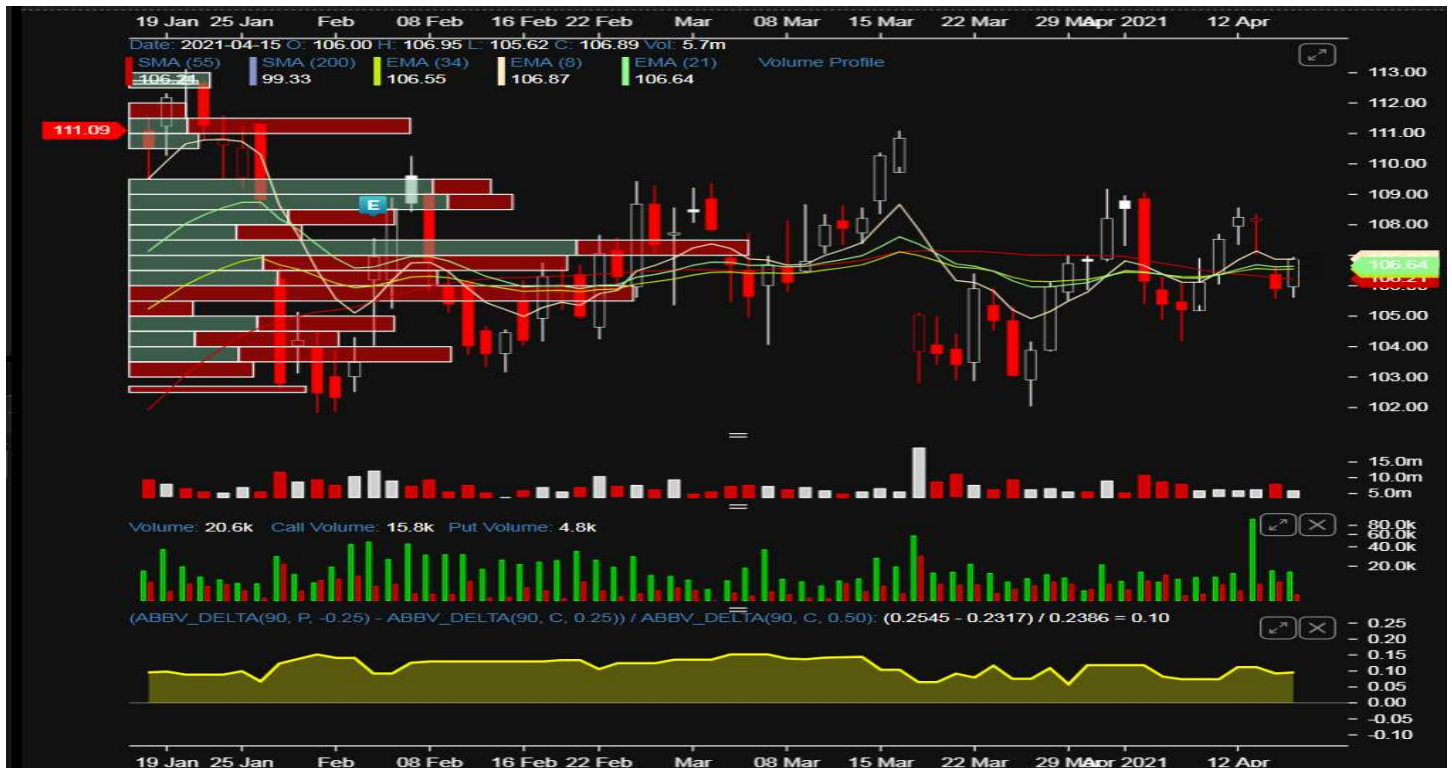 19 Jan 25 Jan Feb 08 Feb 16 Feb 22 Feb Mar 08 Mar 15 Mar 22 Mar 29 Mar Apr 2021 12 Apr
Date: 2021-04-15 O: 106.00 H: 106.95 L: 105.62 C: 106.89 Vol: 5.7m
SMA (55) SMA (200) EMA (34) EMA (8) EMA (21) Volume Profile
106.21 99.33 106.55 106.87 106.64
113.00
112.00
111.09
111.00
110.00
109.00
E
108.00
106.64
106.21
106.00
105.00
104.00
103.00
102.00
15.0m
10.0m
5.0m
Volume: 20.6k Call Volume: 15.8k Put Volume: 4.8k
80.0k
60.0k
40.0k
20.0k
(ABBV_DELTA(90, P, -0.25) - ABBV_DELTA(90, C, 0.25)) / ABBV_DELTA(90, C, 0.50): (0.2545 - 0.2317) / 0.2386 = 0.10
0.25
0.20
0.15
0.10
0.05
0.00
-0.05
-0.10
19 Jan 25 Jan Feb 08 Feb 16 Feb 22 Feb Mar 08 Mar 15 Mar 22 Mar 29 Mar Apr 2021 12 Apr